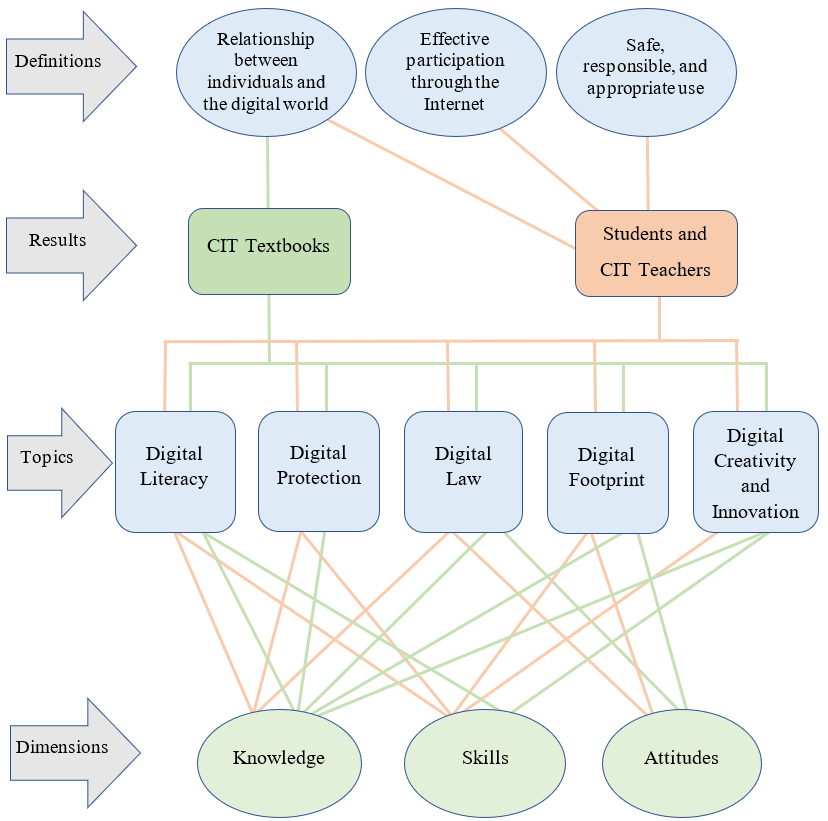 Definitions
Relationship
between
individuals and
the digital world
Effective
participation
through the
Internet
Safe,
responsible, and
appropriate use
Results
CIT Textbooks
Students and
CIT Teachers
Topics
Digital
Literacy
Digital
Protection
Digital
Law
Digital
Footprint
Digital
Creativity
and
Innovation
Dimensions
Knowledge
Skills
Attitudes